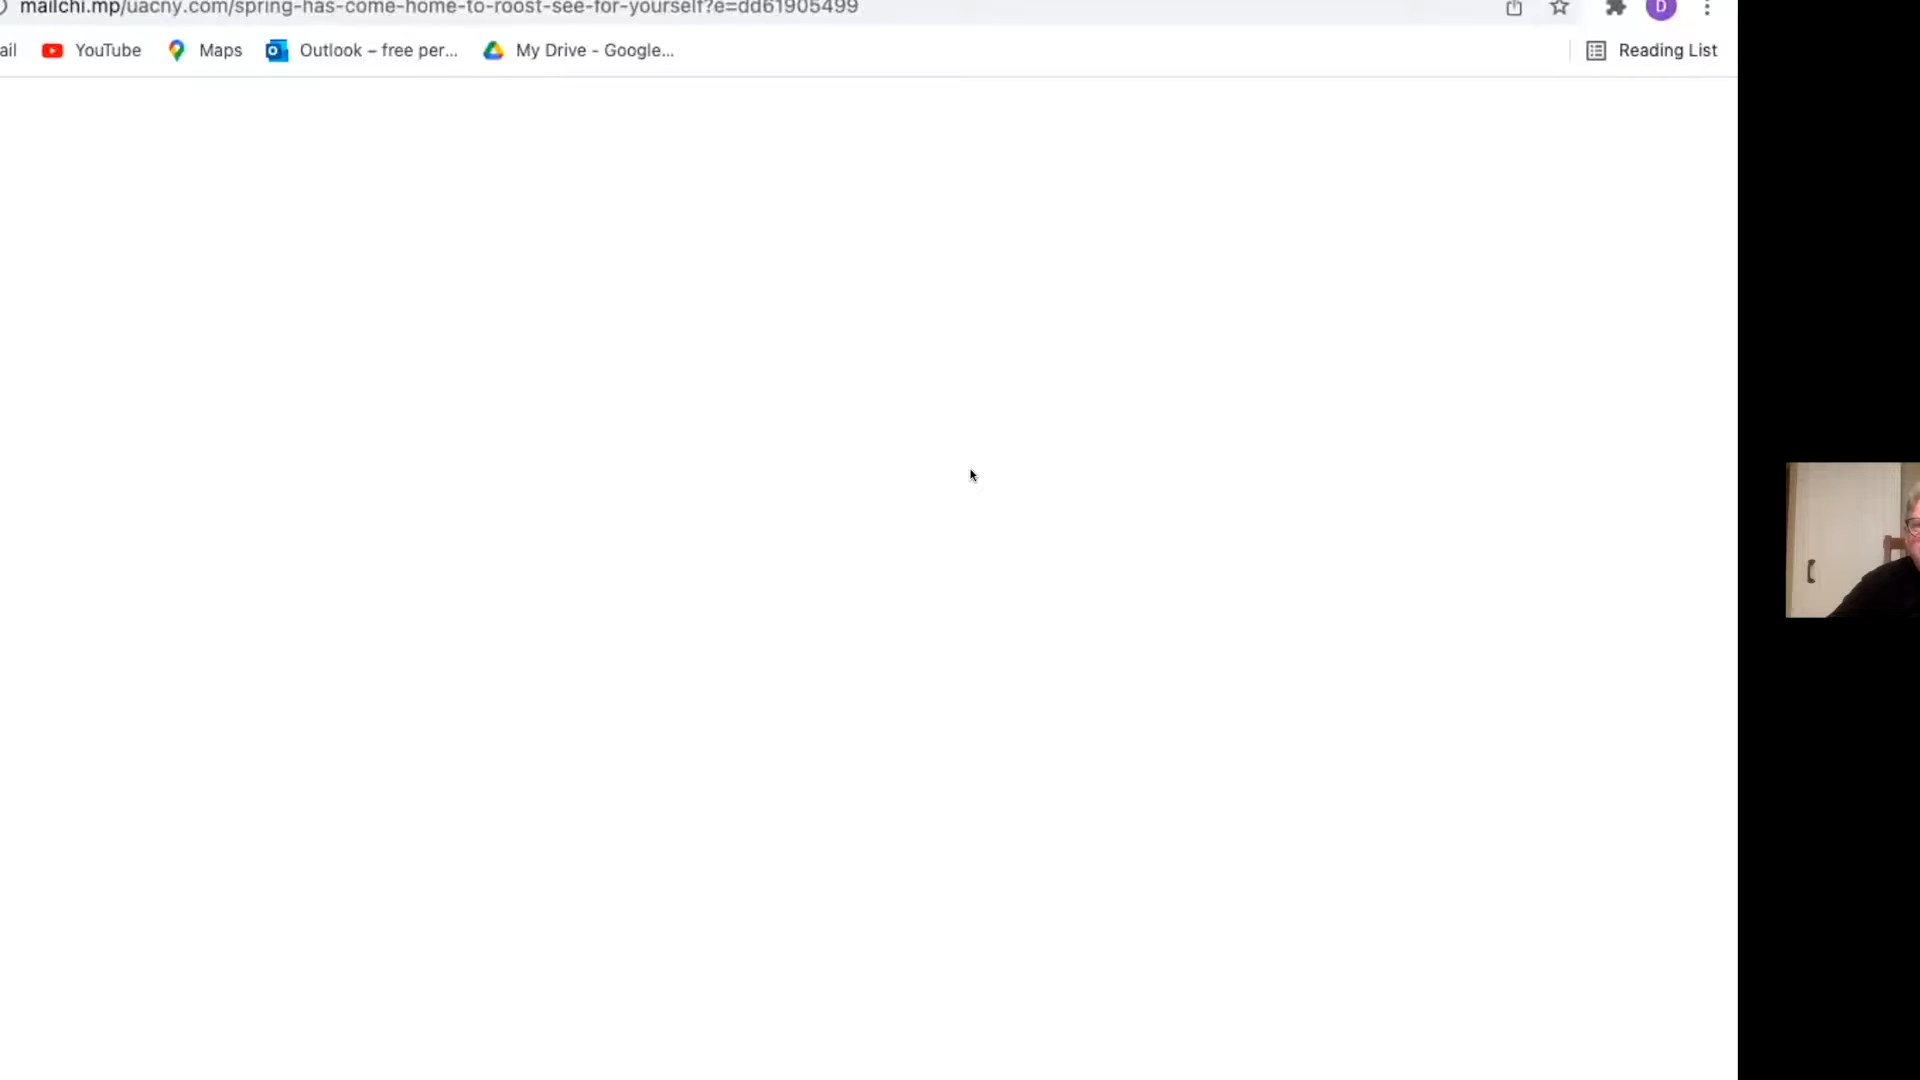 mailchi.mp/uacny.com/spring-has-come-home-to-roost-see-for-yourself?e=dd61905499
D
ail YouTube Maps Outlook – free per... My Drive - Google... Reading List